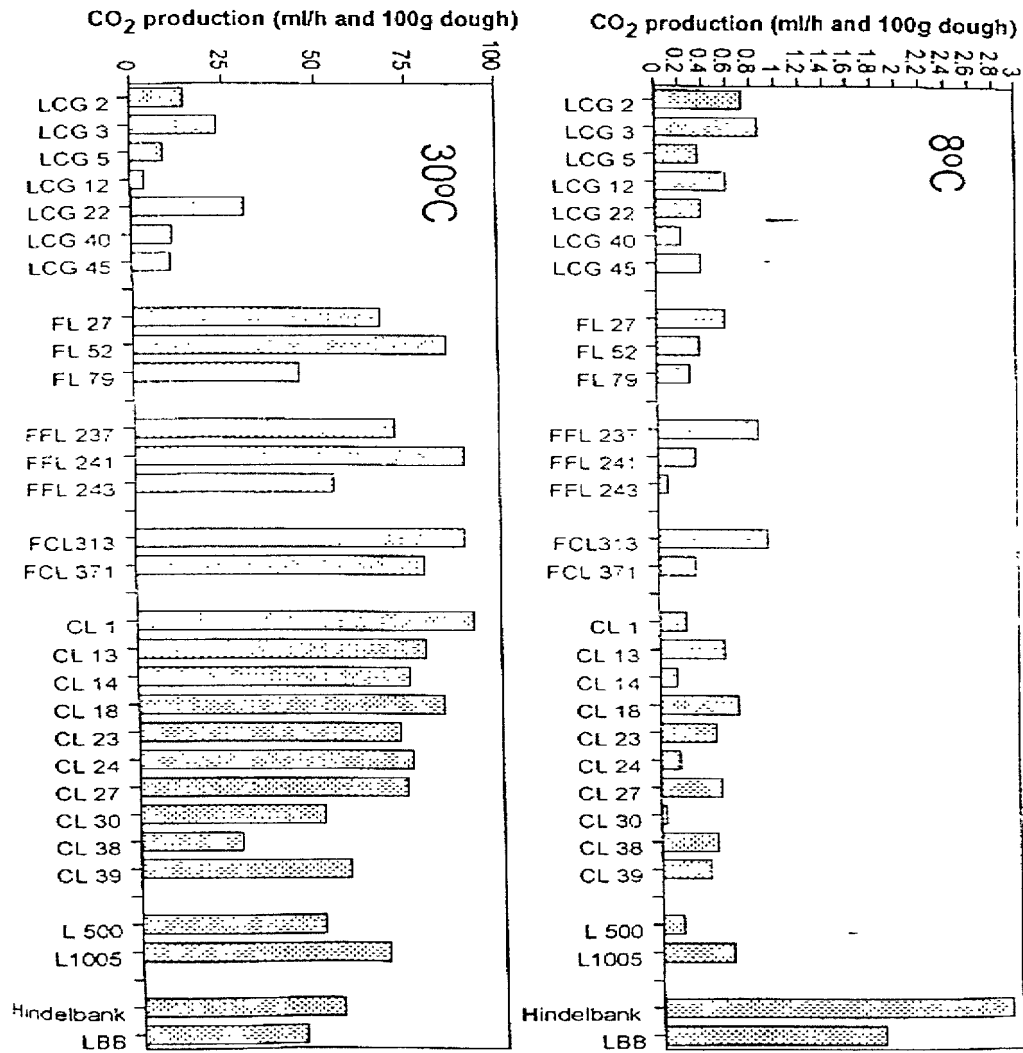 CO2 production (ml/h and 100g dough)
0 25 50 75 100
30ºC
LCG 2
LCG 3
LCG 5
LCG 12
LCG 22
LCG 40
LCG 45
FL 27
FL 52
FL 79
FFL 237
FFL 241
FFL 243
FCL313
FCL 371
CL 1
CL 13
CL 14
CL 18
CL 23
CL 24
CL 27
CL 30
CL 38
CL 39
L 500
L1005
Hindelbank
LBB
CO2 production (ml/h and 100g dough)
0 0.2 0.4 0.6 0.8 1 1.2 1.4 1.6 1.8 2 2.2 2.4 2.6 2.8 3
8ºC
LCG 2
LCG 3
LCG 5
LCG 12
LCG 22
LCG 40
LCG 45
FL 27
FL 52
FL 79
FFL 237
FFL 241
FFL 243
FCL313
FCL 371
CL 1
CL 13
CL 14
CL 18
CL 23
CL 24
CL 27
CL 30
CL 38
CL 39
L 500
L1005
Hindelbank
LBB